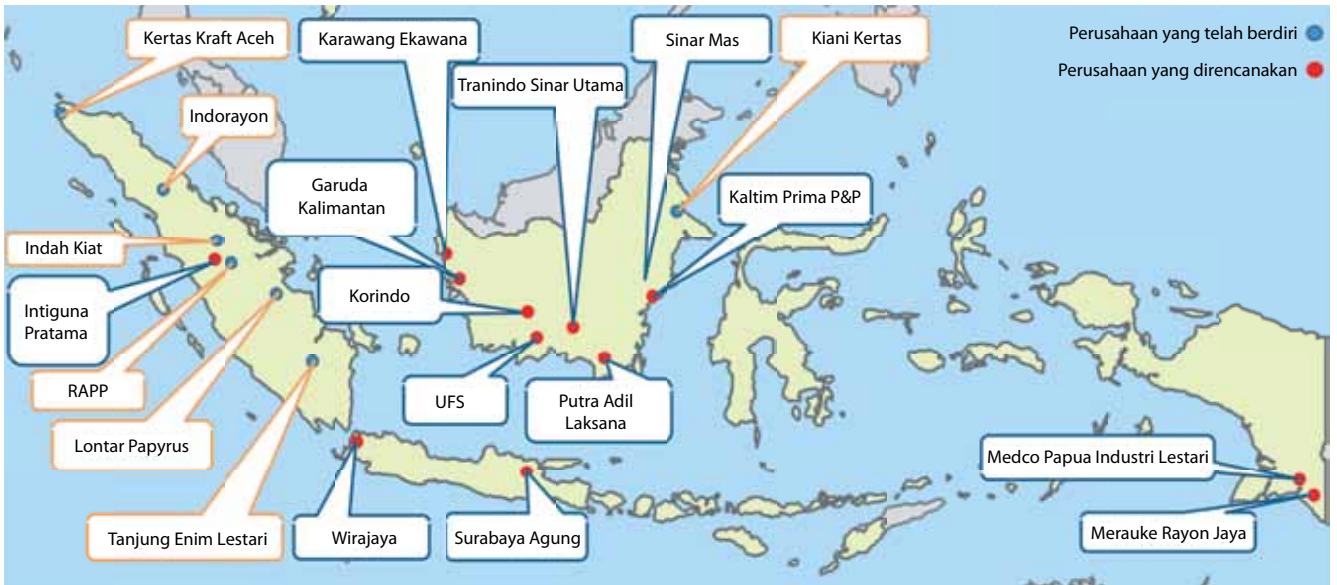 Kertas Kraft Aceh
Karawang Ekawana
Sinar Mas
Kiani Kertas
Perusahaan yang telah berdiri
Perusahaan yang direncanakan
Tranindo Sinar Utama
Indorayon
Garuda
Kalimantan
Kaltim Prima P&P
Indah Kiat
Korindo
Intiguna
Pratama
RAPP
UFS
Putra Adil
Laksana
Lontar Papyrus
Medco Papua Industri Lestari
Tanjung Enim Lestari
Wirajaya
Surabaya Agung
Merauke Rayon Jaya